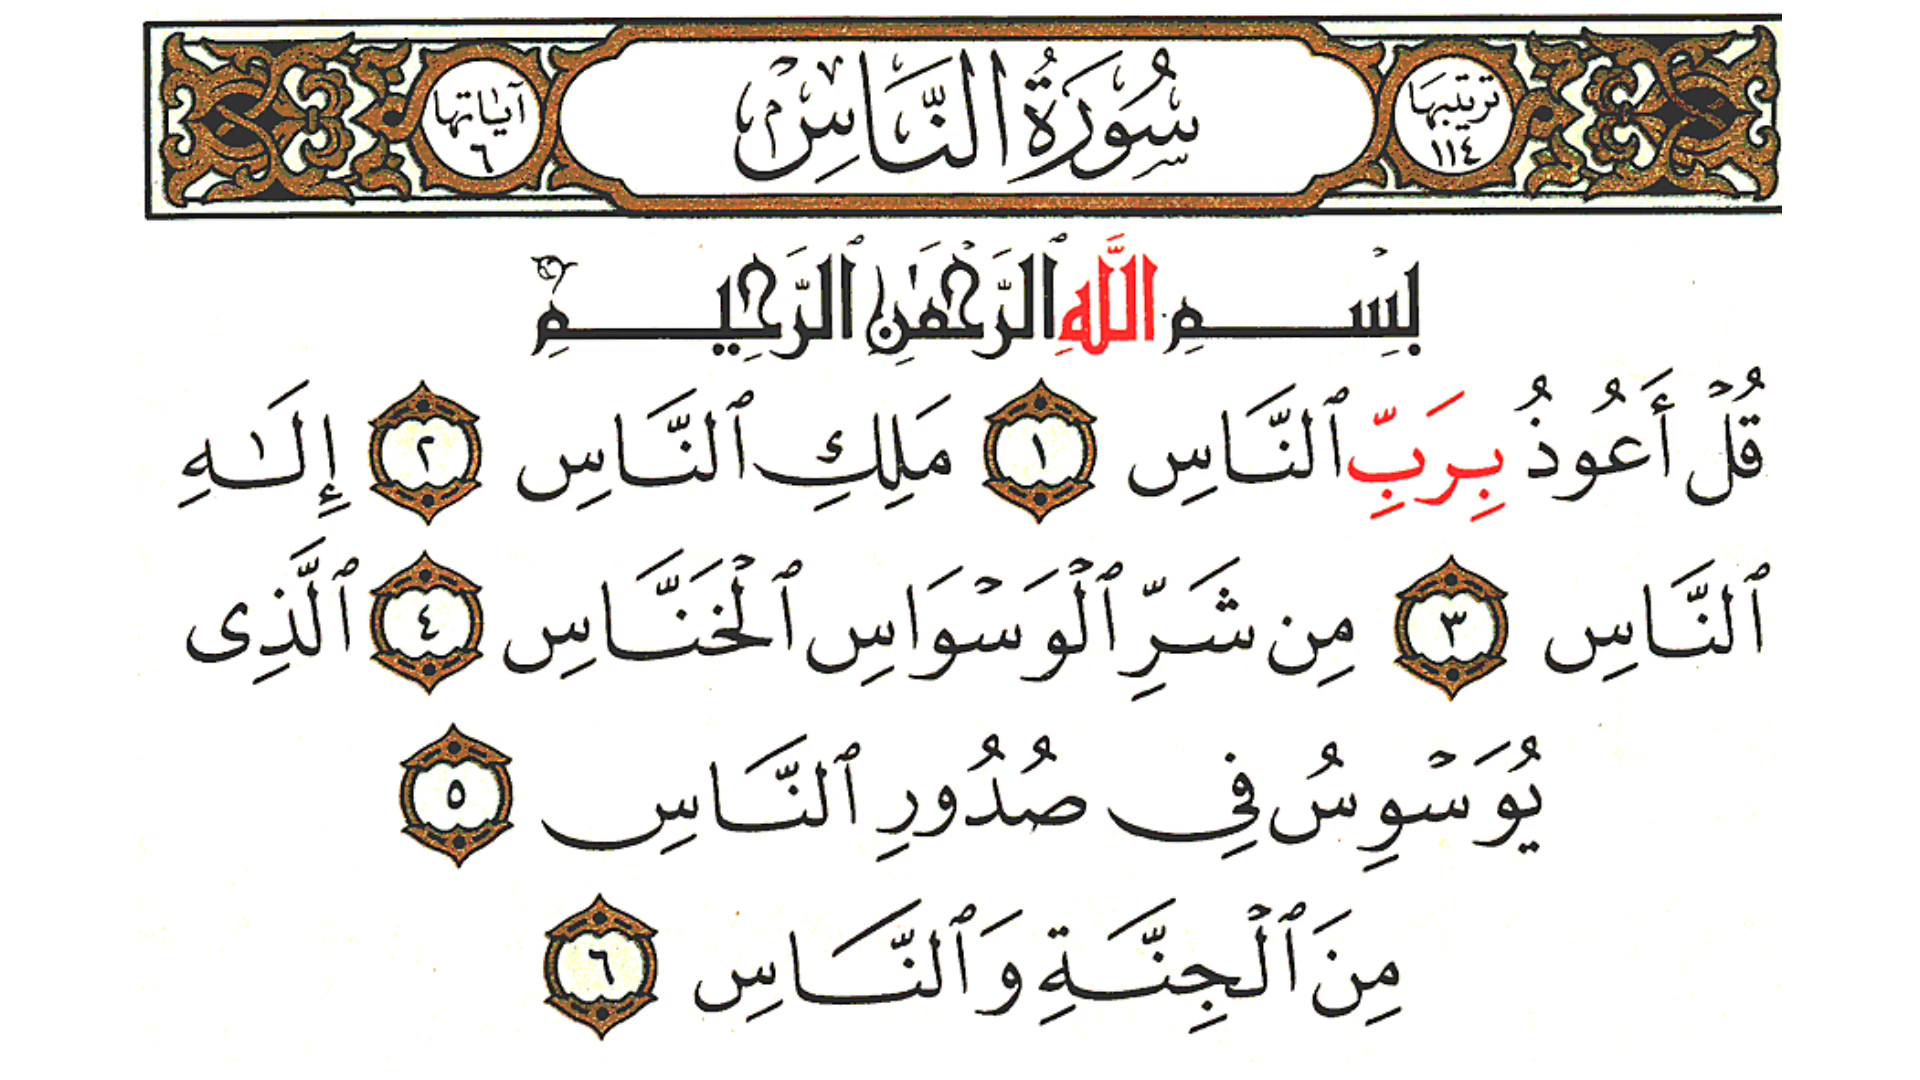 ترتيبها ١١٤
سُورَةُ النَّاسِ
آياتها ٦
بِسْمِ ٱللَّهِ ٱلرَّحْمَٰنِ ٱلرَّحِيمِ
قُلْ أَعُوذُ بِرَبِّ ٱلنَّاسِ ١ مَلِكِ ٱلنَّاسِ ٢ إِلَٰهِ
ٱلنَّاسِ ٣ مِن شَرِّ ٱلْوَسْوَاسِ ٱلْخَنَّاسِ ٤ ٱلَّذِى
يُوَسْوِسُ فِى صُدُورِ ٱلنَّاسِ ٥
مِنَ ٱلْجِنَّةِ وَٱلنَّاسِ ٦